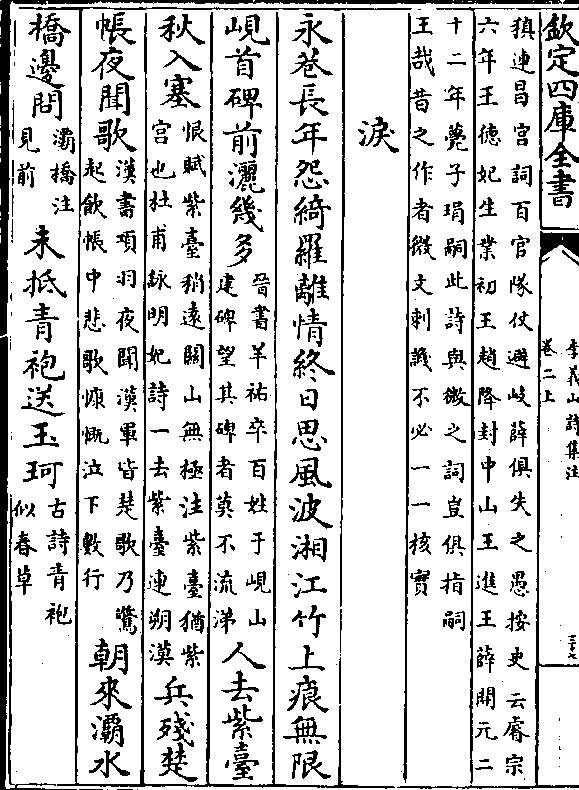 欽定四庫全書
李義山詩集注
卷二上
三十七
稹連昌宮詞百官隊仗避岐薛俱失之愚按史云睿宗
六年王徳妃生業初王趙降封中山王進王薛開元二
十二年薨子琄嗣此詩與微之詞豈俱指嗣
王哉昔之作者微文刺譏不必一一核實
淚
永巷長年怨綺羅離情終日思風波湘江竹上痕無限
峴首碑前灑幾多
晉書羊祜卒百姓于峴山
建碑望其碑者莫不流涕
人去紫臺
秋入塞
恨賦紫臺稍遠闗山無極注紫臺猶紫
宮也杜甫詠明妃詩一去紫臺連朔漠
兵殘楚
帳夜聞歌
漢書項羽夜聞漢軍皆楚歌乃驚
起飲帳中悲歌慷慨泣下數行
朝來灞水
橋邊問
灞橋注
見前
未抵青袍送玉珂
古詩青袍
似春草